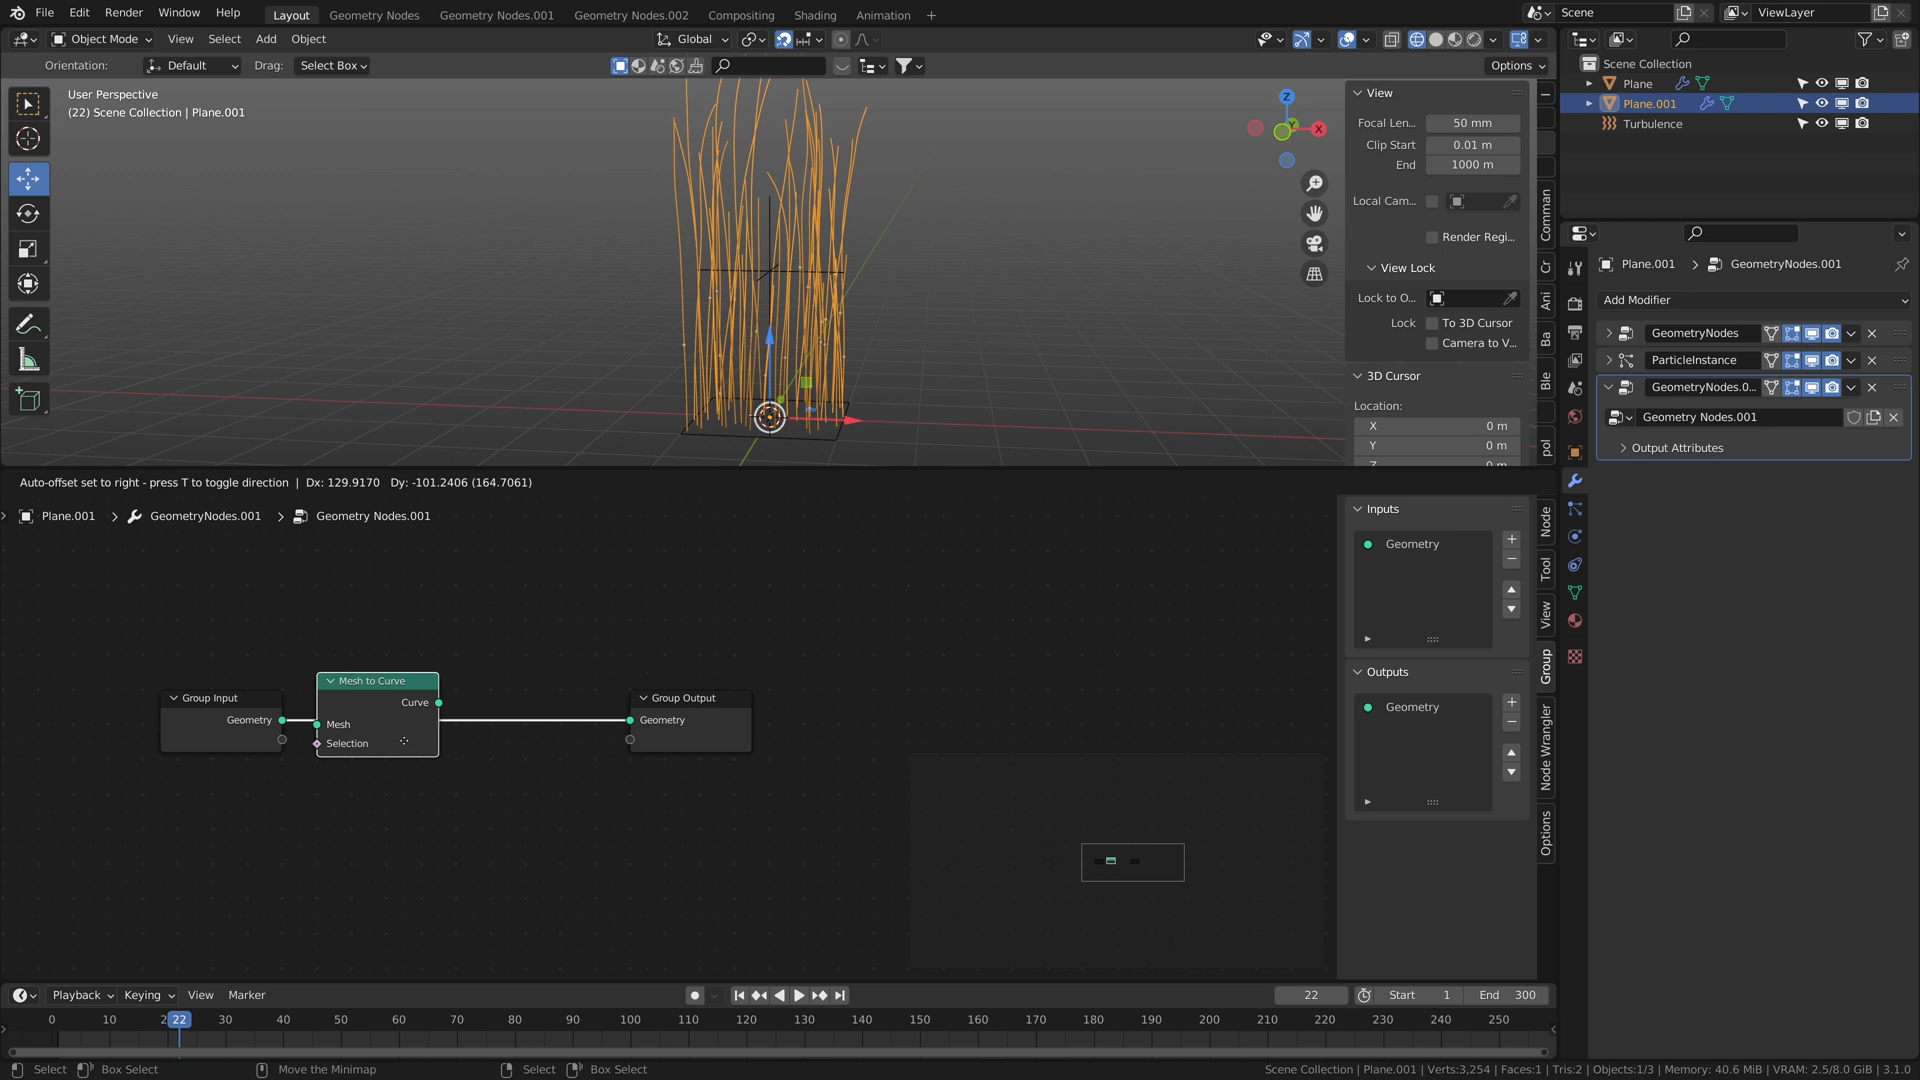 File Edit Render Window Help Layout Geometry Nodes Geometry Nodes.001 Geometry Nodes.002 Compositing Shading Animation + Scene ViewLayer
Object Mode View Select Add Object Global
Orientation: Default Drag: Select Box Options
User Perspective
(22) Scene Collection | Plane.001
Z
Y
X
View
Focal Len... 50 mm
Clip Start 0.01 m
End 1000 m
Local Cam...
Render Regi...
View Lock
Lock to O...
Lock To 3D Cursor
Camera to V...
3D Cursor
Location:
X 0 m
Y 0 m
Z 0 m
Comman
Cr
Ani
Ba
Ble
pol
Scene Collection
Plane
Plane.001
Turbulence
Plane.001 > GeometryNodes.001
Add Modifier
GeometryNodes
ParticleInstance
GeometryNodes.0...
Geometry Nodes.001
Output Attributes
Auto-offset set to right - press T to toggle direction | Dx: 129.9170 Dy: -101.2406 (164.7061)
Plane.001 > GeometryNodes.001 > Geometry Nodes.001
Group Input
Geometry
Mesh to Curve
Curve
Mesh
Selection
Group Output
Geometry
Inputs
Geometry
Outputs
Geometry
Node
Tool
View
Group
Node Wrangler
Options
Playback Keying View Marker 22 Start 1 End 300
0 10 2 22 30 40 50 60 70 80 90 100 110 120 130 140 150 160 170 180 190 200 210 220 230 240 250
Select Box Select Move the Minimap Select Box Select Scene Collection | Plane.001 | Verts:3,254 | Faces:1 | Tris:2 | Objects:1/3 | Memory: 40.6 MiB | VRAM: 2.5/8.0 GiB | 3.1.0